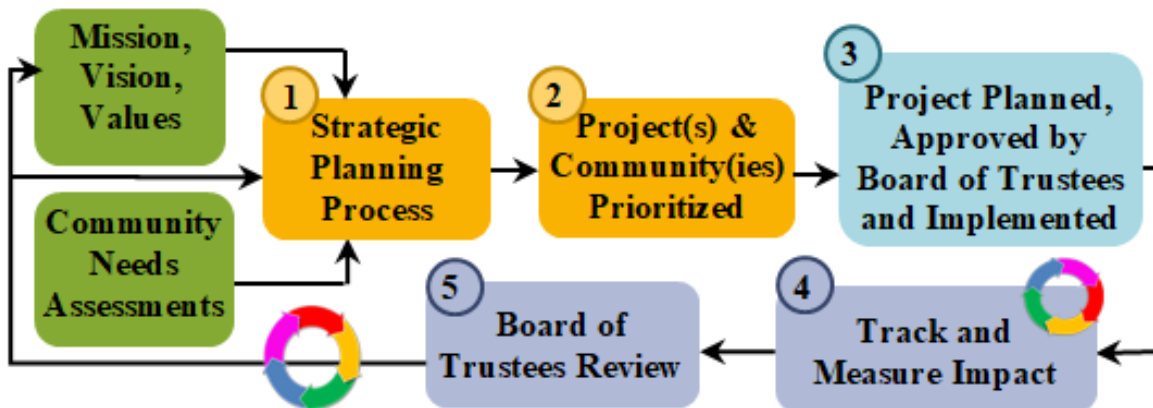 Mission,
Vision,
Values
1
Strategic
Planning
Process
2
Project(s) &
Community(ies)
Prioritized
3
Project Planned,
Approved by
Board of Trustees
and Implemented
Community
Needs
Assessments
4
Track and
Measure Impact
5
Board of
Trustees Review